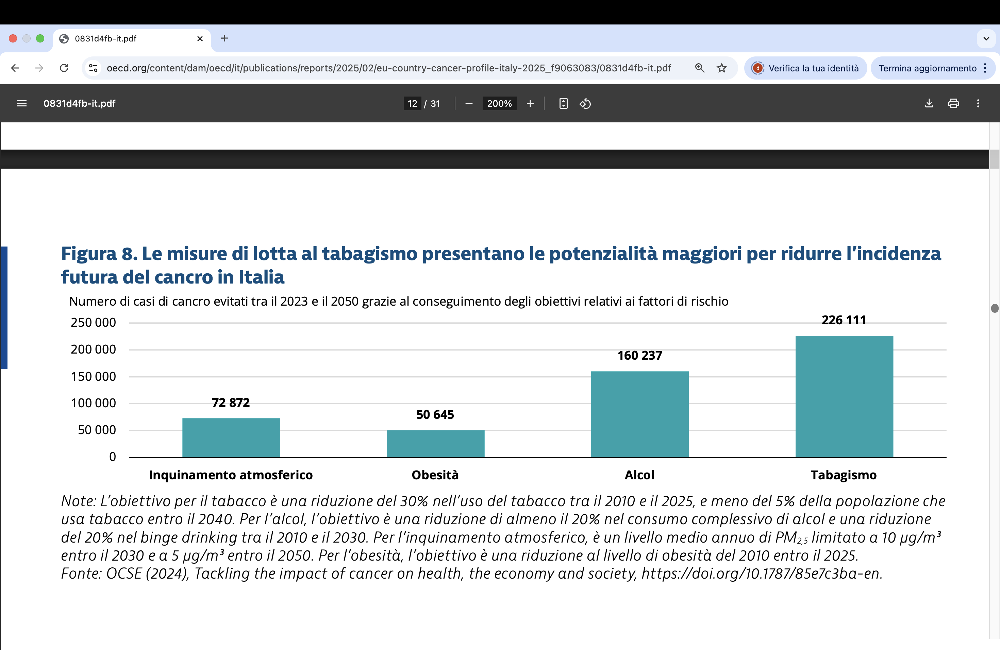 0831d4fb-it.pdf
oecd.org/content/dam/oecd/it/publications/reports/2025/02/eu-country-cancer-profile-italy-2025_f9063083/0831d4fb-it.pdf
d Verifica la tua identità
Termina aggiornamento
0831d4fb-it.pdf
12 / 31
200%
Figura 8. Le misure di lotta al tabagismo presentano le potenzialità maggiori per ridurre l’incidenza
futura del cancro in Italia
Numero di casi di cancro evitati tra il 2023 e il 2050 grazie al conseguimento degli obiettivi relativi ai fattori di rischio
250 000
200 000
150 000
100 000
50 000
0
72 872
50 645
160 237
226 111
Inquinamento atmosferico
Obesità
Alcol
Tabagismo
Note: L’obiettivo per il tabacco è una riduzione del 30% nell’uso del tabacco tra il 2010 e il 2025, e meno del 5% della popolazione che
usa tabacco entro il 2040. Per l’alcol, l’obiettivo è una riduzione di almeno il 20% nel consumo complessivo di alcol e una riduzione
del 20% nel binge drinking tra il 2010 e il 2030. Per l’inquinamento atmosferico, è un livello medio annuo di PM2,5 limitato a 10 µg/m³
entro il 2030 e a 5 µg/m³ entro il 2050. Per l’obesità, l’obiettivo è una riduzione al livello di obesità del 2010 entro il 2025.
Fonte: OCSE (2024), Tackling the impact of cancer on health, the economy and society, https://doi.org/10.1787/85e7c3ba-en.